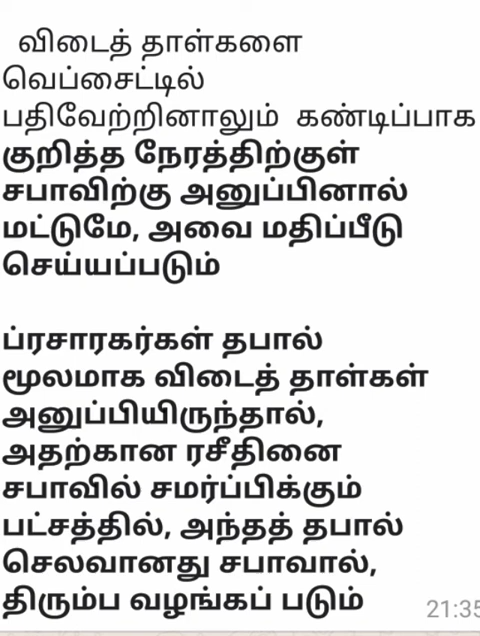 விடைத் தாள்களை
வெப்சைட்டில்
பதிவேற்றினாலும் கண்டிப்பாக
குறித்த நேரத்திற்குள்
சபாவிற்கு அனுப்பினால்
மட்டுமே, அவை மதிப்பீடு
செய்யப்படும்
ப்ரசாரகர்கள் தபால்
மூலமாக விடைத் தாள்கள்
அனுப்பியிருந்தால்,
அதற்கான ரசீதினை
சபாவில் சமர்ப்பிக்கும்
பட்சத்தில், அந்தத் தபால்
செலவானது சபாவால்,
திரும்ப வழங்கப் படும்
21:35